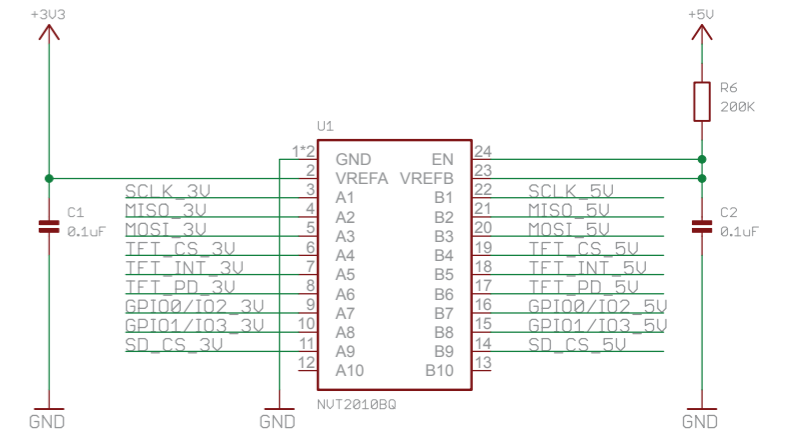 +3V3
+5V
R6
200K
U1
1*2 GND EN 24
2 VREFA VREFB 23
SCLK_3V 3 A1 B1 22 SCLK_5V
MISO_3V 4 A2 B2 21 MISO_5V
MOSI_3V 5 A3 B3 20 MOSI_5V
TFT_CS_3V 6 A4 B4 19 TFT_CS_5V
TFT_INT_3V 7 A5 B5 18 TFT_INT_5V
TFT_PD_3V 8 A6 B6 17 TFT_PD_5V
GPIO0/IO2_3V 9 A7 B7 16 GPIO0/IO2_5V
GPIO1/IO3_3V 10 A8 B8 15 GPIO1/IO3_5V
SD_CS_3V 11 A9 B9 14 SD_CS_5V
12 A10 B10 13
C1
0.1uF
C2
0.1uF
NVT2010BQ
GND
GND
GND